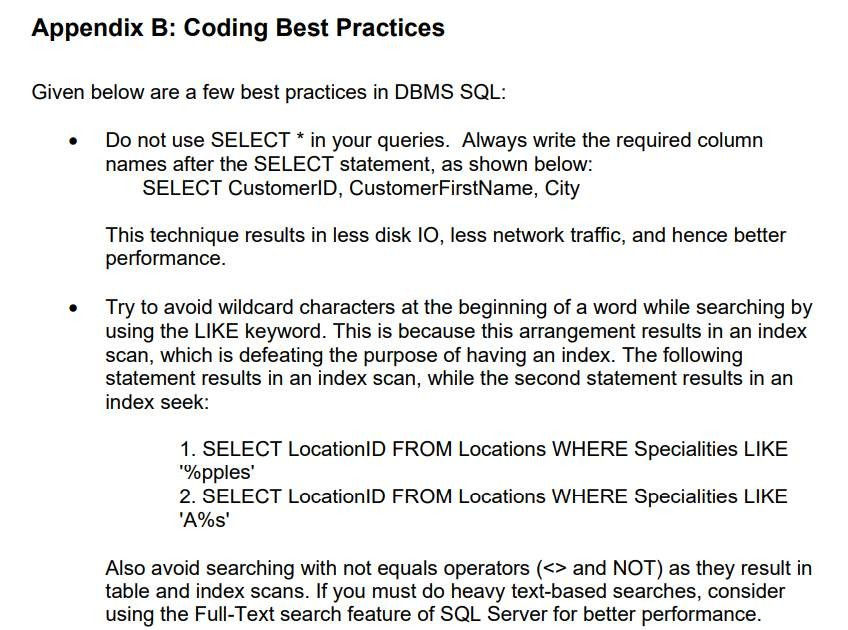 Appendix B: Coding Best Practices
Given below are a few best practices in DBMS SQL:
• Do not use SELECT * in your queries.  Always write the required column
names after the SELECT statement, as shown below:
SELECT CustomerID, CustomerFirstName, City
This technique results in less disk IO, less network traffic, and hence better
performance.
• Try to avoid wildcard characters at the beginning of a word while searching by
using the LIKE keyword. This is because this arrangement results in an index
scan, which is defeating the purpose of having an index. The following
statement results in an index scan, while the second statement results in an
index seek:
1. SELECT LocationID FROM Locations WHERE Specialities LIKE
'%pples'
2. SELECT LocationID FROM Locations WHERE Specialities LIKE
'A%s'
Also avoid searching with not equals operators (<> and NOT) as they result in
table and index scans. If you must do heavy text-based searches, consider
using the Full-Text search feature of SQL Server for better performance.